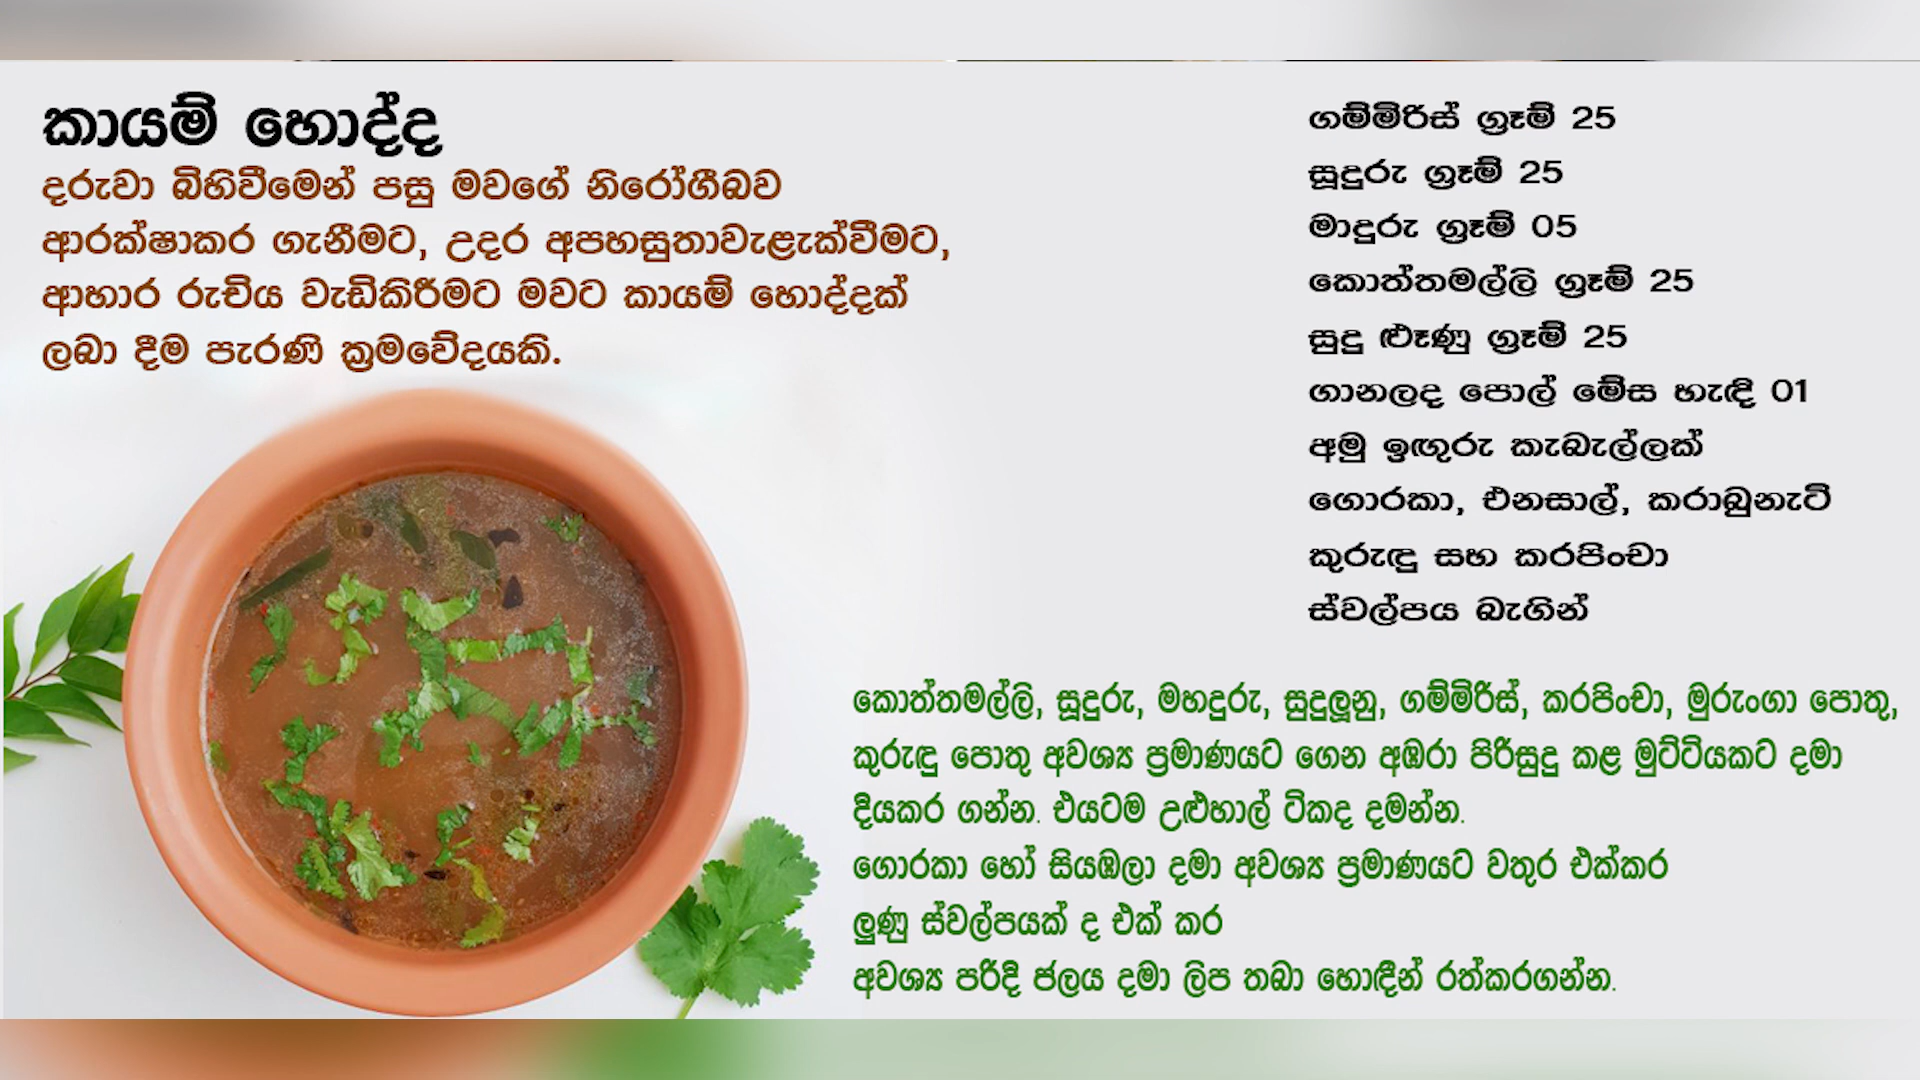 කායම් හොද්ද
දරුවා බිහිවීමෙන් පසු මවගේ නිරෝගීබව
ආරක්ෂාකර ගැනීමට, උදර අපහසුතාවැළැක්වීමට,
ආහාර රුචිය වැඩිකිරීමට මවට කායම් හොද්දක්
ලබා දීම පැරණි ක්‍රමවේදයකි.
ගම්මිරිස් ග්‍රෑම් 25
සූදුරු ග්‍රෑම් 25
මාදුරු ග්‍රෑම් 05
කොත්තමල්ලි ග්‍රෑම් 25
සුදු ළූණු ග්‍රෑම් 25
ගානලද පොල් මේස හැඳි 01
අමු ඉඟුරු කැබැල්ලක්
ගොරකා, එනසාල්, කරාබුනැටි
කුරුඳු සහ කරපිංචා
ස්වල්පය බැගින්
කොත්තමල්ලි, සූදුරු, මහදුරු, සුදුලූනු, ගම්මිරිස්, කරපිංචා, මුරුංගා පොතු,
කුරුඳු පොතු අවශ්‍ය ප්‍රමාණයට ගෙන අඹරා පිරිසුදු කළ මුට්ටියකට දමා
දියකර ගන්න. එයටම උළුහාල් ටිකද දමන්න.
ගොරකා හෝ සියඹලා දමා අවශ්‍ය ප්‍රමාණයට වතුර එක්කර
ලුණු ස්වල්පයක් ද එක් කර
අවශ්‍ය පරිදි ජලය දමා ලිප තබා හොඳීන් රත්කරගන්න.